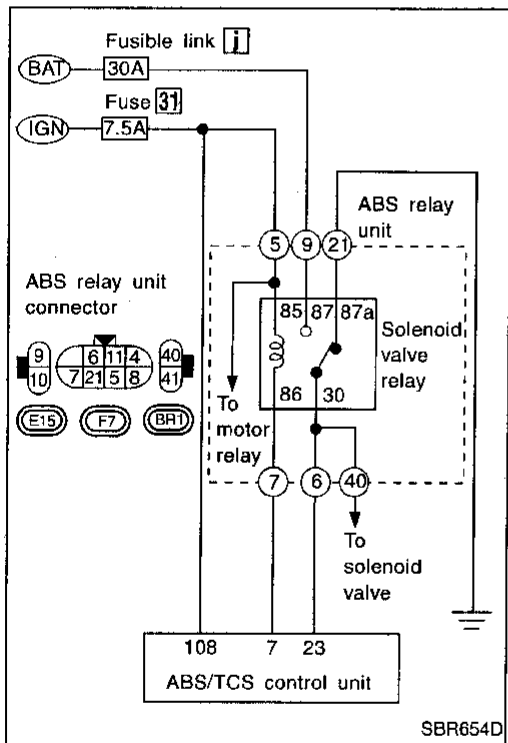 Fusible link j
BAT 30A
Fuse 31
IGN 7.5A
ABS relay unit
5 9 21
ABS relay unit connector
85 87 87a
Solenoid valve relay
9 6 11 4 40
10 7 21 5 8 41
86 30
E15 F7 BR1
To motor relay
7 6 40
To solenoid valve
108 7 23
ABS/TCS control unit
SBR654D